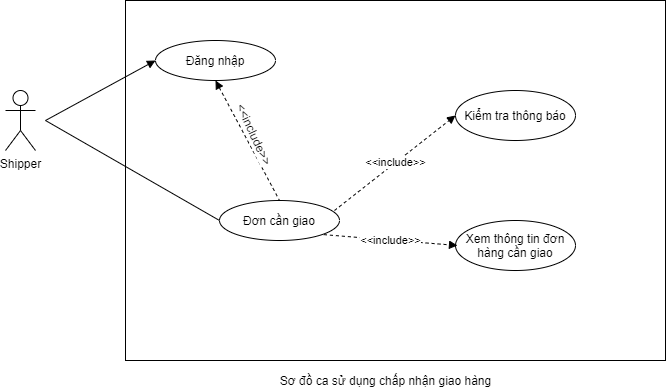 Đăng nhập
Kiểm tra thông báo
<<include>>
<<include>>
Shipper
Đơn cần giao
<<include>>
Xem thông tin đơn
hàng cần giao
Sơ đồ ca sử dụng chấp nhận giao hàng